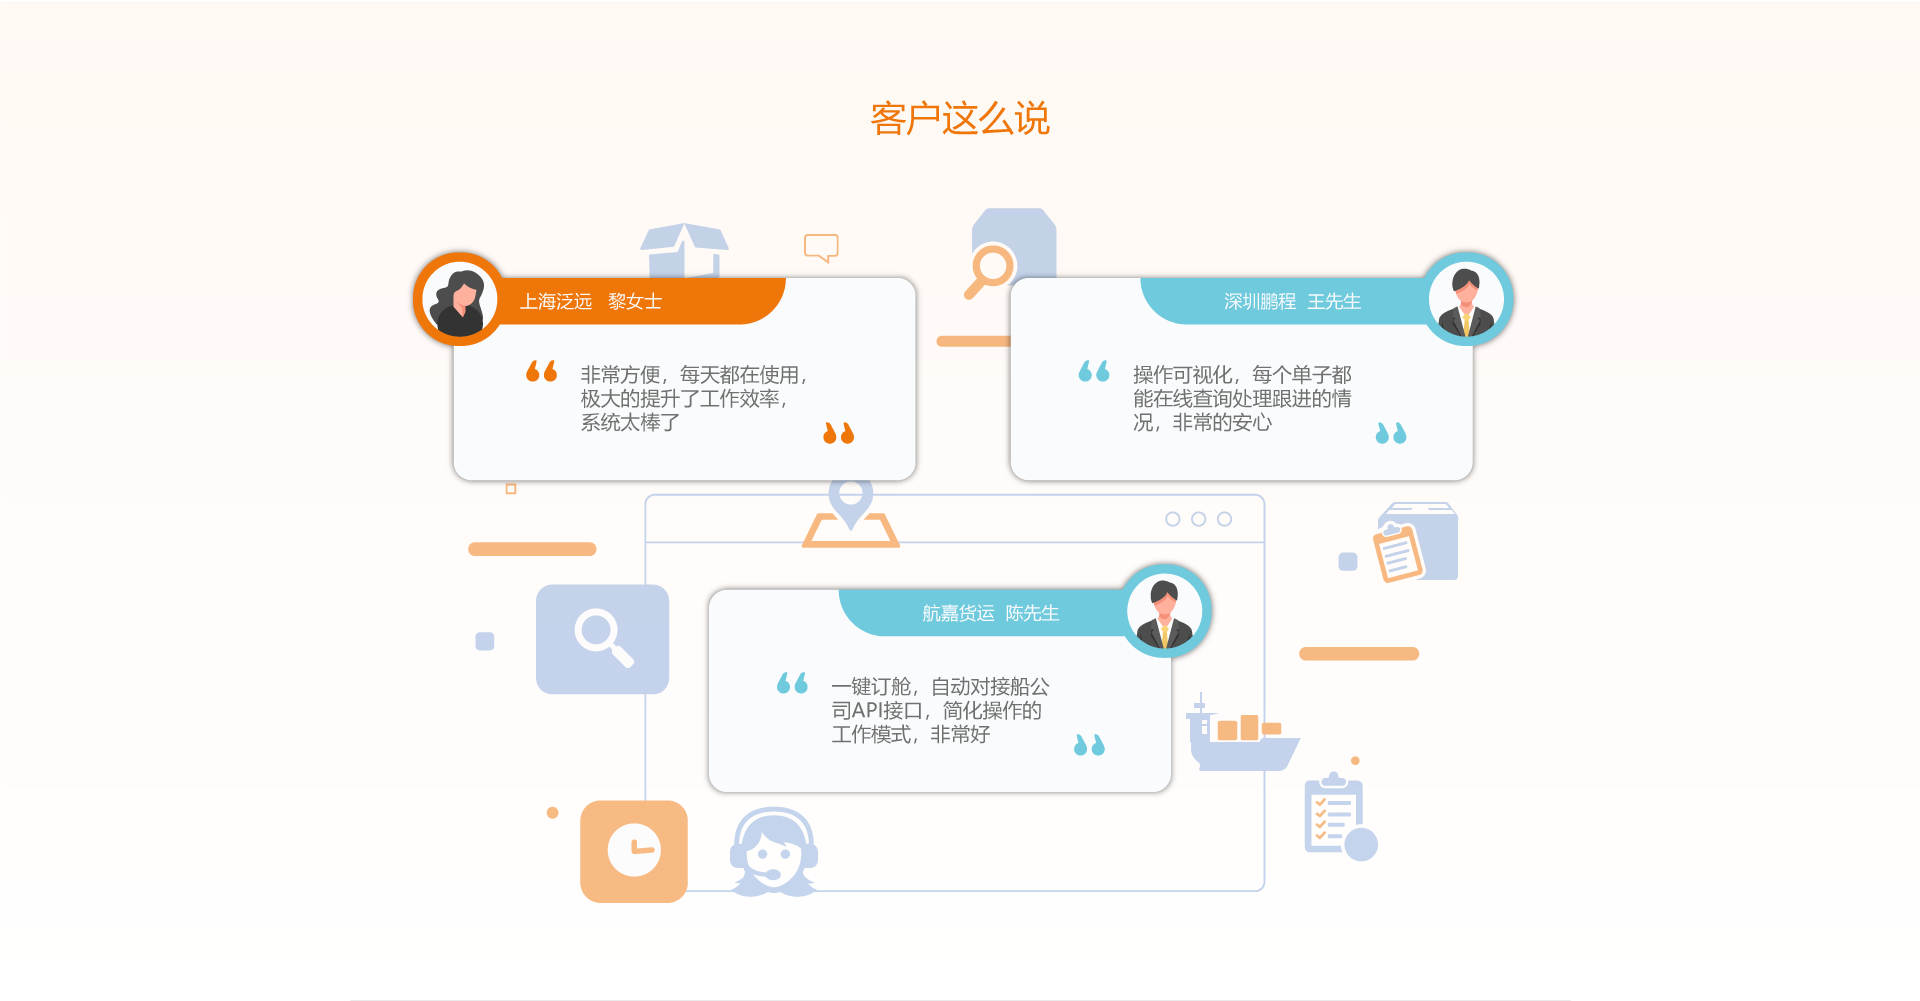 客户这么说
上海泛远 黎女士
非常方便，每天都在使用，
极大的提升了工作效率，
系统太棒了
深圳鹏程 王先生
操作可视化，每个单子都
能在线查询处理跟进的情
况，非常的安心
航嘉货运 陈先生
一键订舱，自动对接船公
司API接口，简化操作的
工作模式，非常好